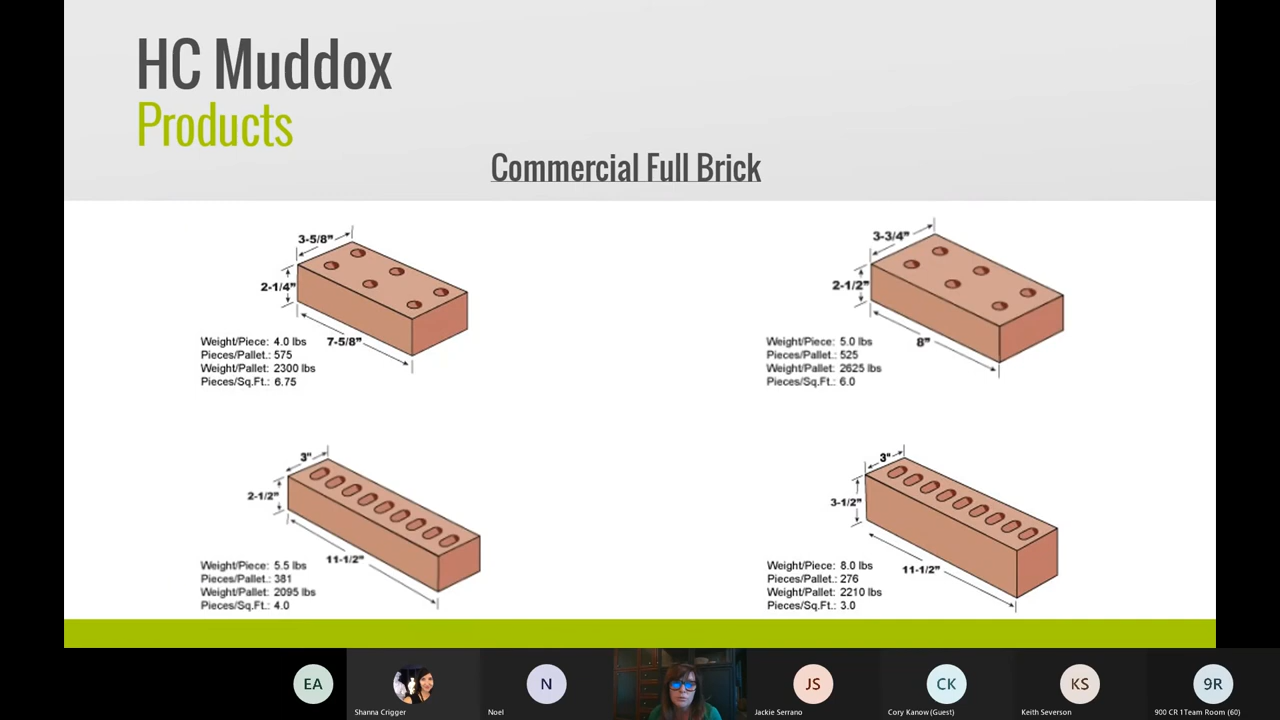 HC Muddox
Products
Commercial Full Brick
3-5/8"
2-1/4"
7-5/8"
Weight/Piece: 4.0 lbs
Pieces/Pallet.: 575
Weight/Pallet: 2300 lbs
Pieces/Sq.Ft.: 6.75
3-3/4"
2-1/2"
8"
Weight/Piece: 5.0 lbs
Pieces/Pallet.: 525
Weight/Pallet: 2625 lbs
Pieces/Sq.Ft.: 6.0
3"
2-1/2"
11-1/2"
Weight/Piece: 5.5 lbs
Pieces/Pallet.: 381
Weight/Pallet: 2095 lbs
Pieces/Sq.Ft.: 4.0
3"
3-1/2"
11-1/2"
Weight/Piece: 8.0 lbs
Pieces/Pallet: 276
Weight/Pallet: 2210 lbs
Pieces/Sq.Ft.: 3.0
EA
Shanna Crigger
N
Noel
JS
Jackie Serrano
CK
Cory Kanow (Guest)
KS
Keith Severson
9R
900 CR 1Team Room (60)